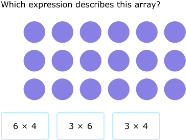 Which expression describes this array?
6 × 4
3 × 6
3 × 4